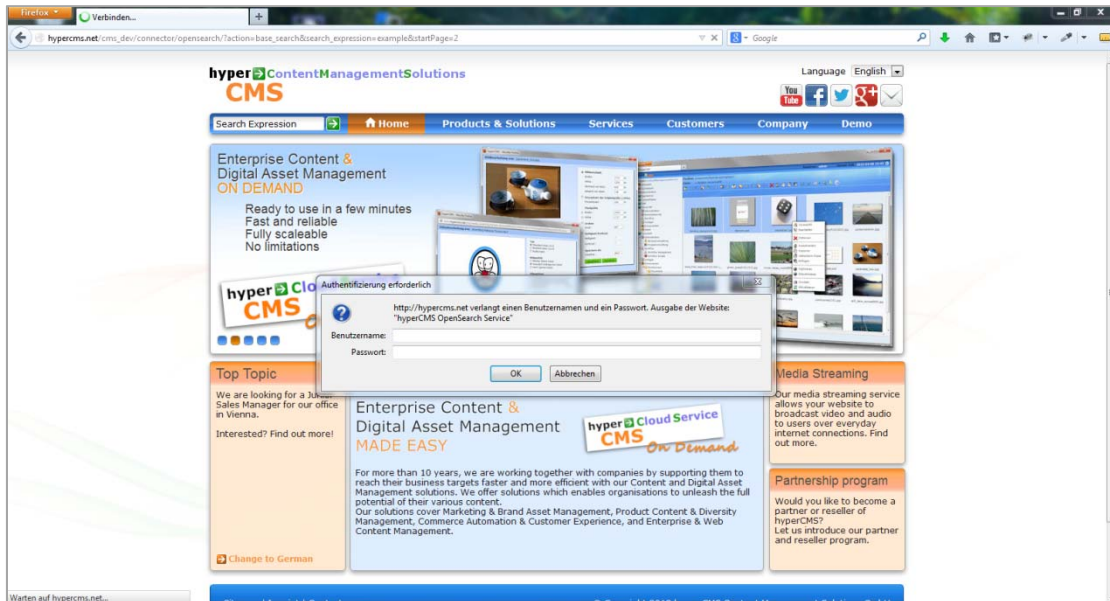 Firefox
Verbinden...
hypercms.net/cms_dev/connector/opensearch/?action=base_search&search_expression=example&startPage=2
Google
hyper ContentManagementSolutions
CMS
Language English
You Tube
Search Expression
Home
Products & Solutions
Services
Customers
Company
Demo
Enterprise Content &
Digital Asset Management
ON DEMAND
Ready to use in a few minutes
Fast and reliable
Fully scaleable
No limitations
hyper Clo
CMS
Authentifizierung erforderlich
http://hypercms.net verlangt einen Benutzernamen und ein Passwort. Ausgabe der Website:
"hyperCMS OpenSearch Service"
Benutzername:
Passwort:
OK
Abbrechen
Top Topic
We are looking for a
Sales Manager for our office
in Vienna.
Interested? Find out more!
Change to German
Enterprise Content &
Digital Asset Management
MADE EASY
hyper Cloud Service
CMS
On Demand
For more than 10 years, we are working together with companies by supporting them to
reach their business targets faster and more efficient with our Content and Digital Asset
Management solutions. We offer solutions which enables organisations to unleash the full
potential of their various content.
Our solutions cover Marketing & Brand Asset Management, Product Content & Diversity
Management, Commerce Automation & Customer Experience, and Enterprise & Web
Content Management.
Media Streaming
Our media streaming service
allows your website to
broadcast video and audio
to users over everyday
internet connections. Find
out more.
Partnership program
Would you like to become a
partner or reseller of
hyperCMS?
Let us introduce our partner
and reseller program.
Warten auf hypercms.net...